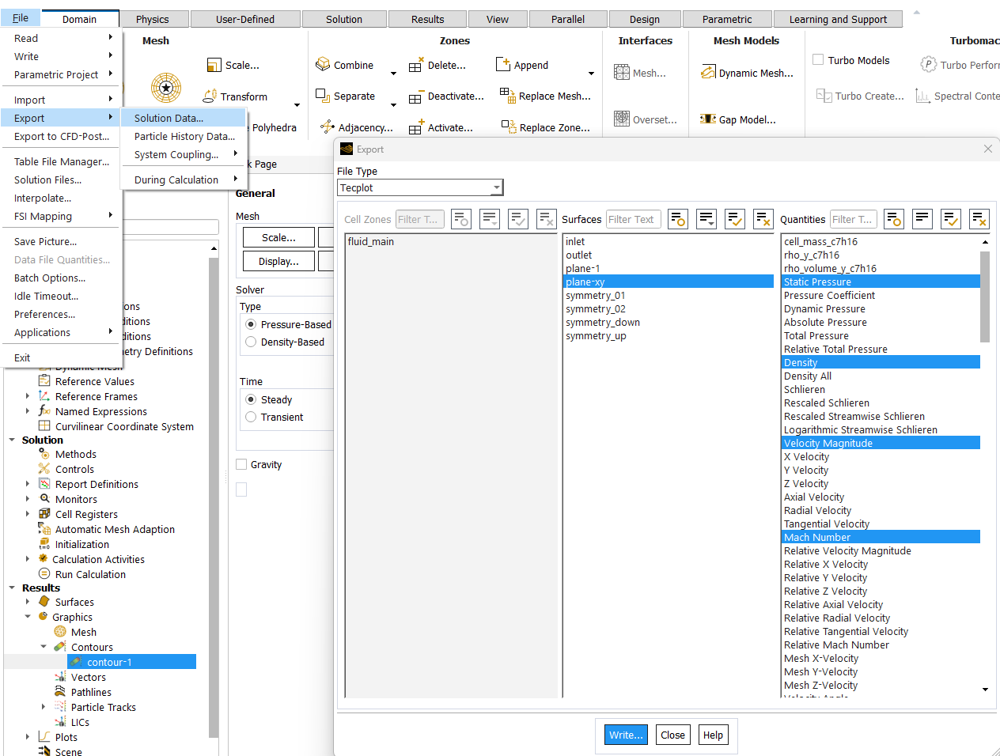 File
Domain
Physics
User-Defined
Solution
Results
View
Parallel
Design
Parametric
Learning and Support
Read
Write
Parametric Project
Import
Export
Export to CFD-Post...
Table File Manager...
Solution Files...
Interpolate...
FSI Mapping
Save Picture...
Data File Quantities...
Batch Options...
Idle Timeout...
Preferences...
Applications
Exit
Solution Data...
Particle History Data...
System Coupling...
During Calculation
Mesh
Scale...
Transform
Polyhedra
Zones
Combine
Delete...
Append
Separate
Deactivate...
Replace Mesh...
Adjacency...
Activate...
Replace Zone...
Interfaces
Mesh...
Overset...
Mesh Models
Dynamic Mesh...
Gap Model...
Turbomac
Turbo Models
Turbo Perfor
Turbo Create...
Spectral Conte
k Page
ons
ditions
ditions
etry Definitions
Dynamic Mesh
Reference Values
Reference Frames
Named Expressions
Curvilinear Coordinate System
Solution
Methods
Controls
Report Definitions
Monitors
Cell Registers
Automatic Mesh Adaption
Initialization
Calculation Activities
Run Calculation
Results
Surfaces
Graphics
Mesh
Contours
contour-1
Vectors
Pathlines
Particle Tracks
LICs
Plots
Scene
General
Mesh
Scale...
Display...
Solver
Type
Pressure-Based
Density-Based
Time
Steady
Transient
Gravity
Export
File Type
Tecplot
Cell Zones
Filter T...
fluid_main
Surfaces
Filter Text
inlet
outlet
plane-1
plane-xy
symmetry_01
symmetry_02
symmetry_down
symmetry_up
Quantities
Filter T...
cell_mass_c7h16
rho_y_c7h16
rho_volume_y_c7h16
Static Pressure
Pressure Coefficient
Dynamic Pressure
Absolute Pressure
Total Pressure
Relative Total Pressure
Density
Density All
Schlieren
Rescaled Schlieren
Rescaled Streamwise Schlieren
Logarithmic Streamwise Schlieren
Velocity Magnitude
X Velocity
Y Velocity
Z Velocity
Axial Velocity
Radial Velocity
Tangential Velocity
Mach Number
Relative Velocity Magnitude
Relative X Velocity
Relative Y Velocity
Relative Z Velocity
Relative Axial Velocity
Relative Radial Velocity
Relative Tangential Velocity
Relative Mach Number
Mesh X-Velocity
Mesh Y-Velocity
Mesh Z-Velocity
Velocity Angle
Write...
Close
Help